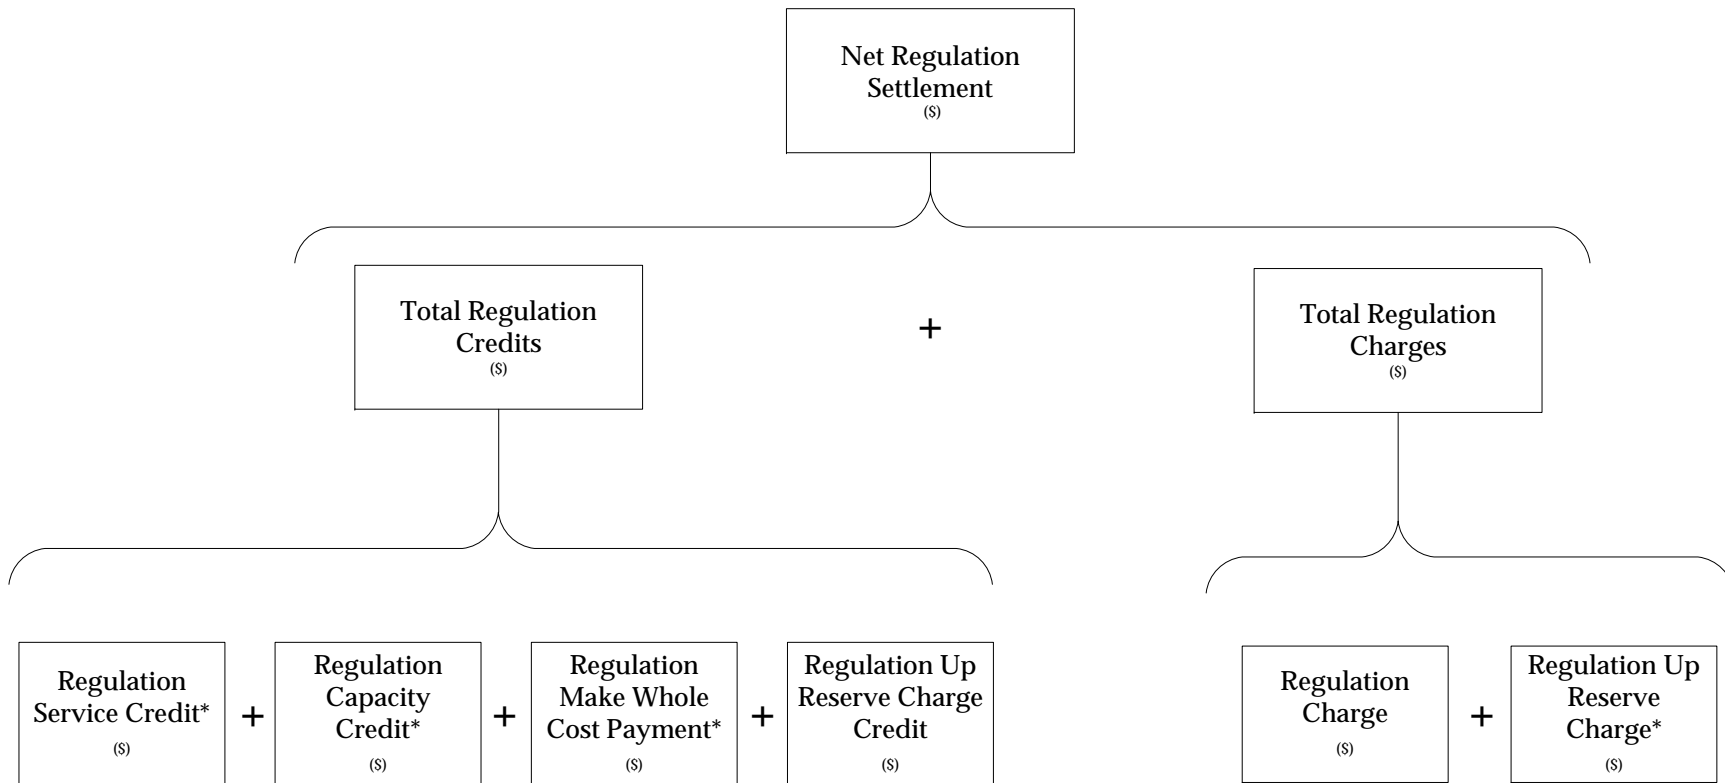 Net Regulation
Settlement
($)
Total Regulation
Credits
($)
+
Total Regulation
Charges
($)
Regulation
Service Credit*
($)
+
Regulation
Capacity
Credit*
($)
+
Regulation
Make Whole
Cost Payment*
($)
+
Regulation Up
Reserve Charge
Credit
($)
Regulation
Charge
($)
+
Regulation Up
Reserve
Charge*
($)